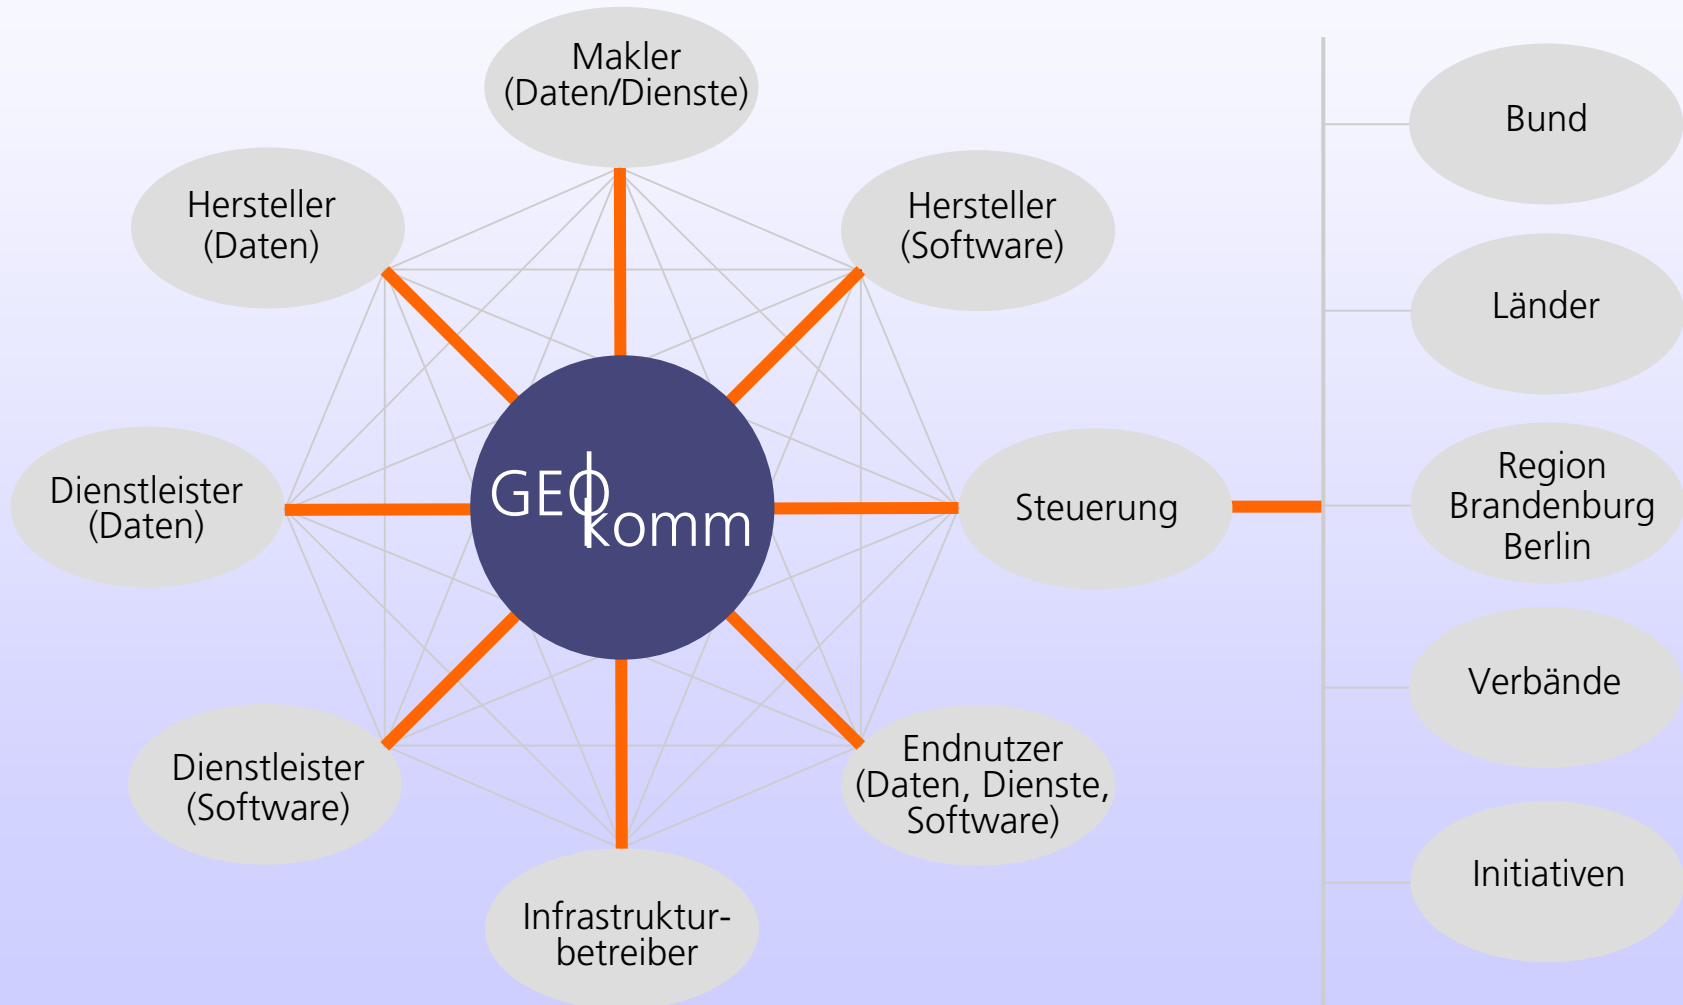 Makler
(Daten/Dienste)
Hersteller
(Daten)
Hersteller
(Software)
Dienstleister
(Daten)
GEO
komm
Steuerung
Dienstleister
(Software)
Endnutzer
(Daten, Dienste,
Software)
Infrastruktur-
betreiber
Bund
Länder
Region
Brandenburg
Berlin
Verbände
Initiativen